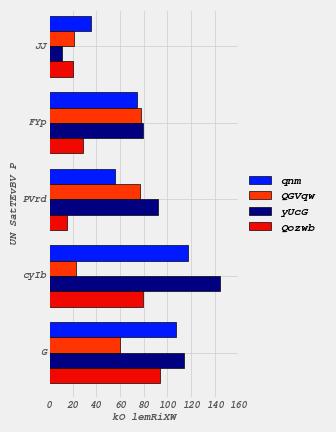 JJ
FYp
PVrd
cyIb
G
UN SatTEvBV P
0 20 40 60 80 100 120 140 160
kO lemRiXW
qnm
QGVqw
yUcG
Qozwb